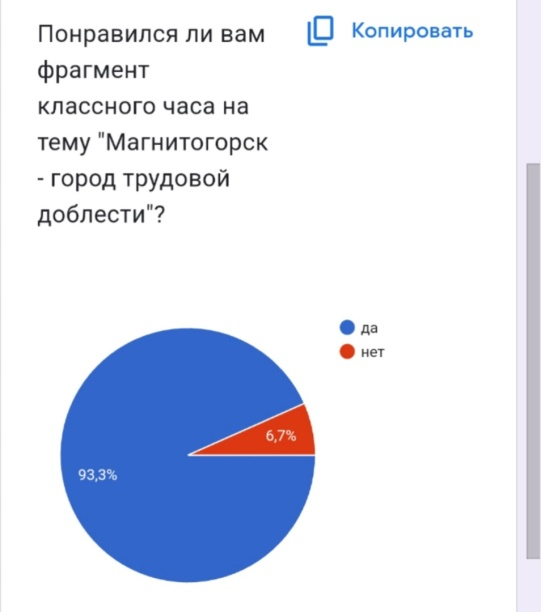 Понравился ли вам
Копировать
фрагмент
классного часа на
тему "Магнитогорск
- город трудовой
доблести"?
да
нет
6,7%
93,3%